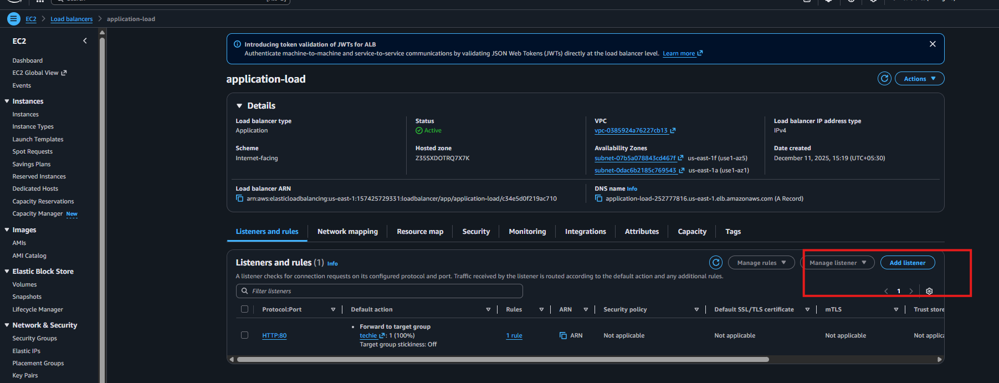 EC2 > Load balancers > application-load
EC2
Dashboard
EC2 Global View
Events
Instances
Instances
Instance Types
Launch Templates
Spot Requests
Savings Plans
Reserved Instances
Dedicated Hosts
Capacity Reservations
Capacity Manager New
Images
AMIs
AMI Catalog
Elastic Block Store
Volumes
Snapshots
Lifecycle Manager
Network & Security
Security Groups
Elastic IPs
Placement Groups
Key Pairs
Introducing token validation of JWTs for ALB
Authenticate machine-to-machine and service-to-service communications by validating JSON Web Tokens (JWTs) directly at the load balancer level. Learn more
application-load
Actions
Details
Load balancer type
Application
Status
Active
VPC
vpc-0385924a76227cb13
Load balancer IP address type
IPv4
Scheme
Internet-facing
Hosted zone
Z35SXDOTRQ7X7K
Availability Zones
subnet-07b5a078843cd467f us-east-1f (use1-az5)
subnet-0dac6b2185c769543 us-east-1a (use1-az1)
Date created
December 11, 2025, 15:19 (UTC+05:30)
Load balancer ARN
arn:aws:elasticloadbalancing:us-east-1:157425729331:loadbalancer/app/application-load/c34e5d0f219ac710
DNS name Info
application-load-252777816.us-east-1.elb.amazonaws.com (A Record)
Listeners and rules Network mapping Resource map Security Monitoring Integrations Attributes Capacity Tags
Listeners and rules (1) Info
Manage rules Manage listener Add listener
A listener checks for connection requests on its configured protocol and port. Traffic received by the listener is routed according to the default action and any additional rules.
Filter listeners
1
Protocol:Port Default action Rules ARN Security policy Default SSL/TLS certificate mTLS Trust store
HTTP:80
• Forward to target group
techie : 1 (100%)
Target group stickiness: Off
1 rule
ARN
Not applicable
Not applicable
Not applicable
Not applica